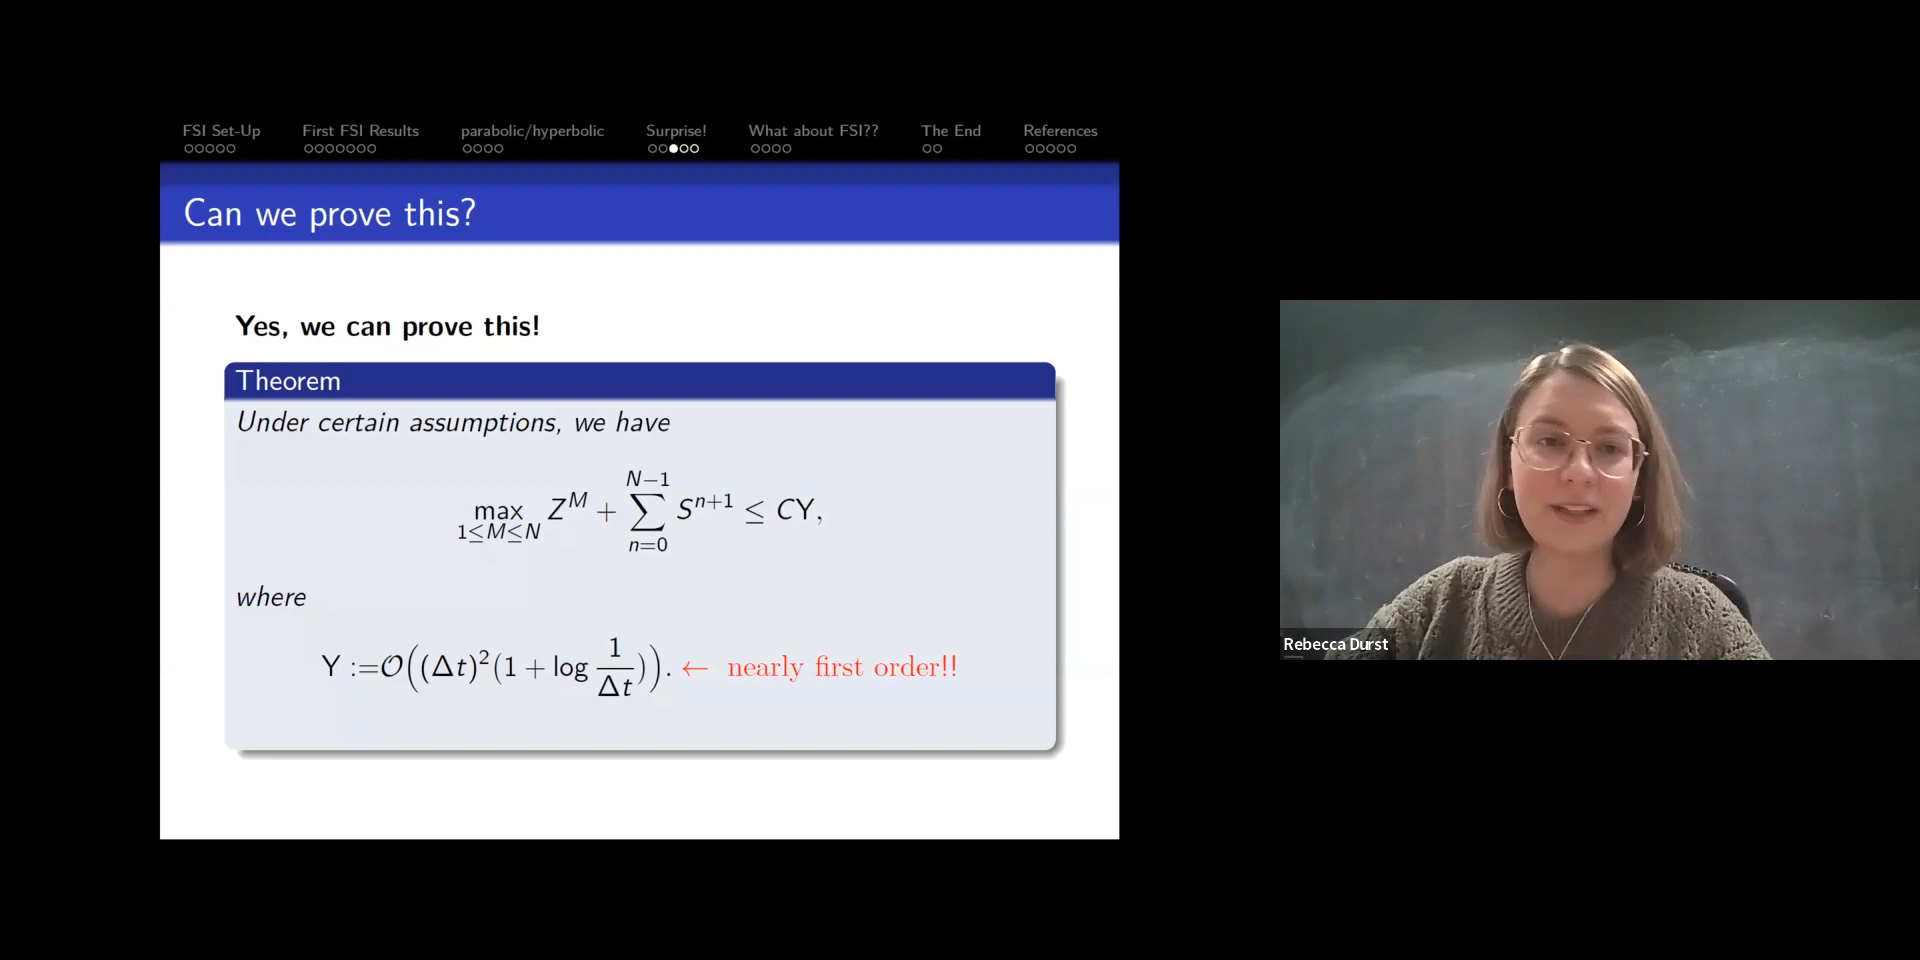 FSI Set-Up First FSI Results parabolic/hyperbolic Surprise! What about FSI?? The End References
Can we prove this?
Yes, we can prove this!
Theorem
Under certain assumptions, we have
max_{1≤M≤N} Z^M + ∑_{n=0}^{N−1} S^{n+1} ≤ CY,
where
Y := 𝒪((Δt)^2(1 + log 1/Δt)). ← nearly first order!!
Rebecca Durst